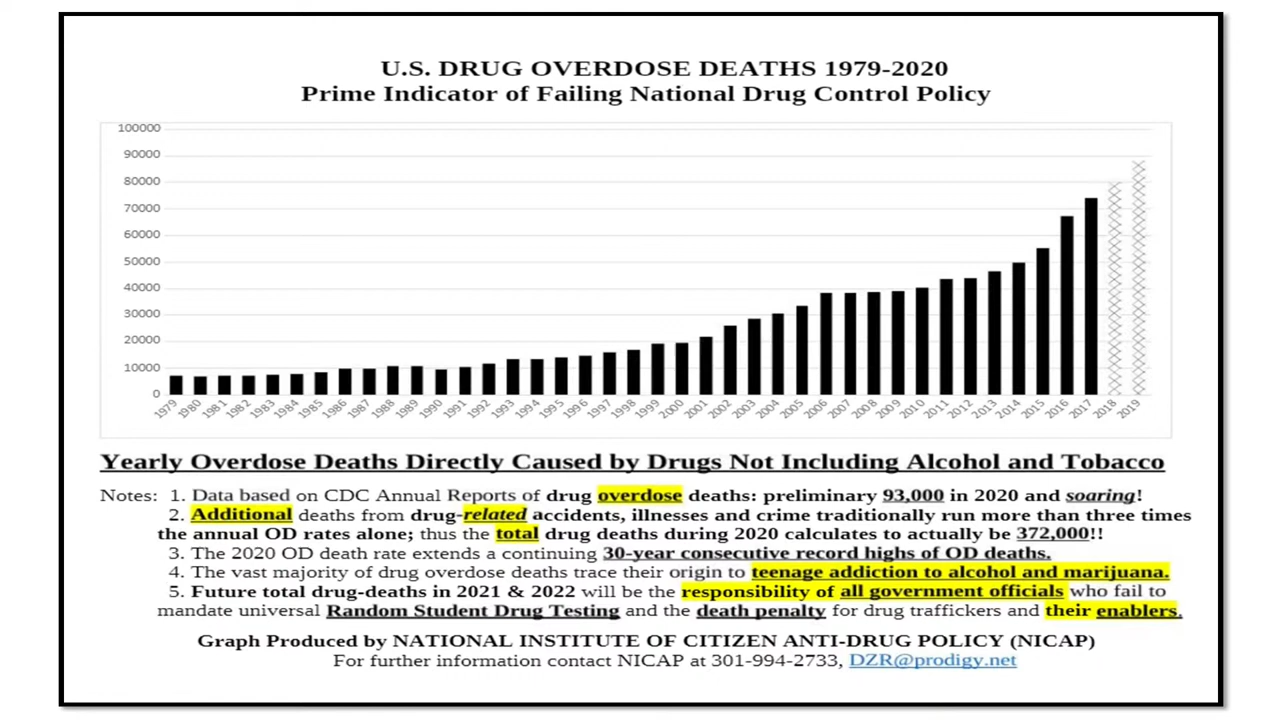 U.S. DRUG OVERDOSE DEATHS 1979-2020
Prime Indicator of Failing National Drug Control Policy
100000
90000
80000
70000
60000
50000
40000
30000
20000
10000
0
1979 1980 1981 1982 1983 1984 1985 1986 1987 1988 1989 1990 1991 1992 1993 1994 1995 1996 1997 1998 1999 2000 2001 2002 2003 2004 2005 2006 2007 2008 2009 2010 2011 2012 2013 2014 2015 2016 2017 2018 2019
Yearly Overdose Deaths Directly Caused by Drugs Not Including Alcohol and Tobacco
Notes: 1. Data based on CDC Annual Reports of drug overdose deaths: preliminary 93,000 in 2020 and soaring!
2. Additional deaths from drug-related accidents, illnesses and crime traditionally run more than three times
the annual OD rates alone; thus the total drug deaths during 2020 calculates to actually be 372,000!!
3. The 2020 OD death rate extends a continuing 30-year consecutive record highs of OD deaths.
4. The vast majority of drug overdose deaths trace their origin to teenage addiction to alcohol and marijuana.
5. Future total drug-deaths in 2021 & 2022 will be the responsibility of all government officials who fail to
mandate universal Random Student Drug Testing and the death penalty for drug traffickers and their enablers.
Graph Produced by NATIONAL INSTITUTE OF CITIZEN ANTI-DRUG POLICY (NICAP)
For further information contact NICAP at 301-994-2733, DZR@prodigy.net